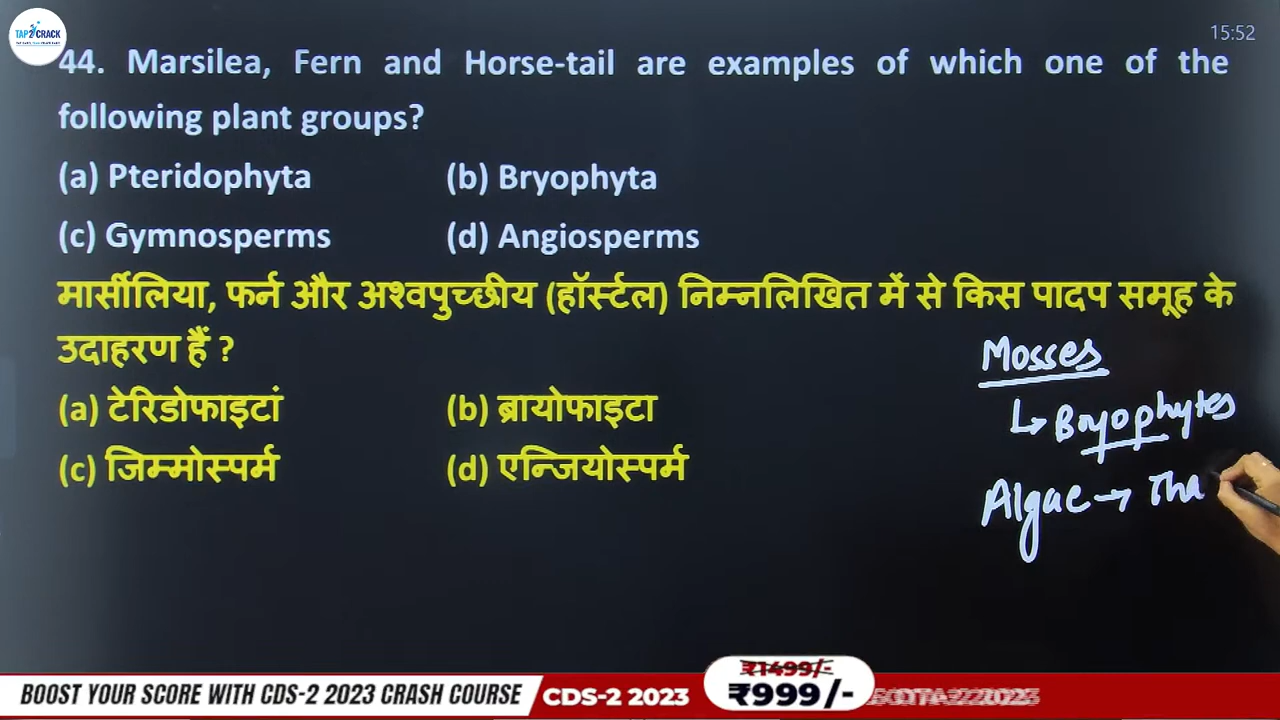 TAP2CRACK
15:52
44. Marsilea, Fern and Horse-tail are examples of which one of the
following plant groups?
(a) Pteridophyta (b) Bryophyta
(c) Gymnosperms (d) Angiosperms
मार्सीलिया, फर्न और अश्वपुच्छीय (हॉर्स्टल) निम्नलिखित में से किस पादप समूह के
उदाहरण हैं ?
(a) टेरिडोफाइटां (b) ब्रायोफाइटा
(c) जिम्मोस्पर्म (d) एन्जियोस्पर्म
Mosses
↳ Bryophytes
Algae → Tha
BOOST YOUR SCORE WITH CDS-2 2023 CRASH COURSE
CDS-2 2023
₹1499/-
₹999/-